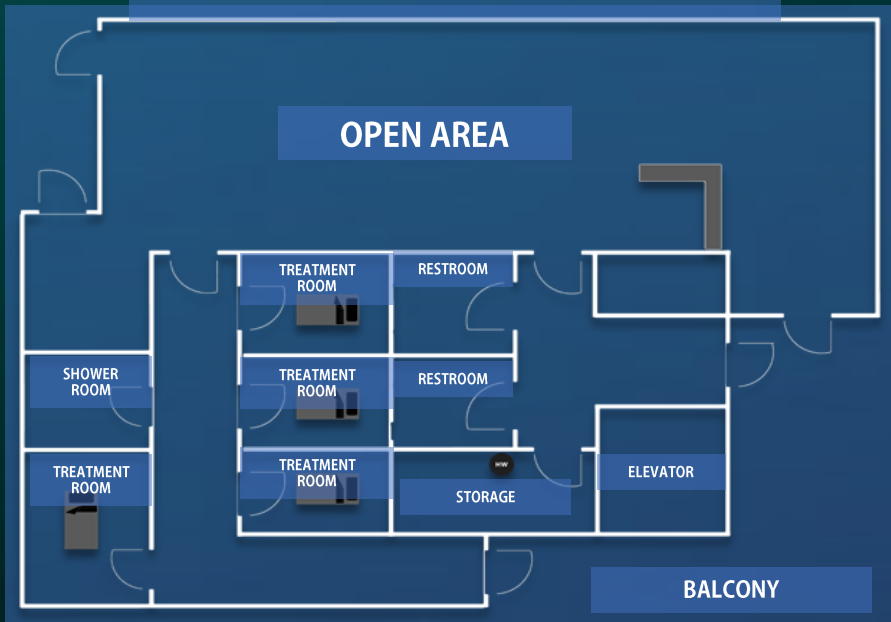 OPEN AREA
TREATMENT
ROOM
RESTROOM
SHOWER
ROOM
TREATMENT
ROOM
RESTROOM
TREATMENT
ROOM
TREATMENT
ROOM
HW
STORAGE
ELEVATOR
BALCONY